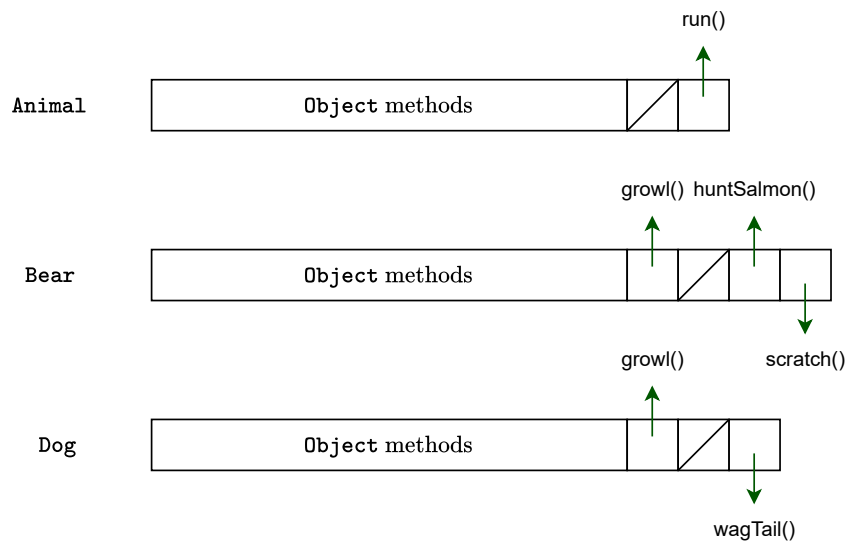 run()
Animal Object methods
growl() huntSalmon()
Bear Object methods
growl() scratch()
Dog Object methods
wagTail()